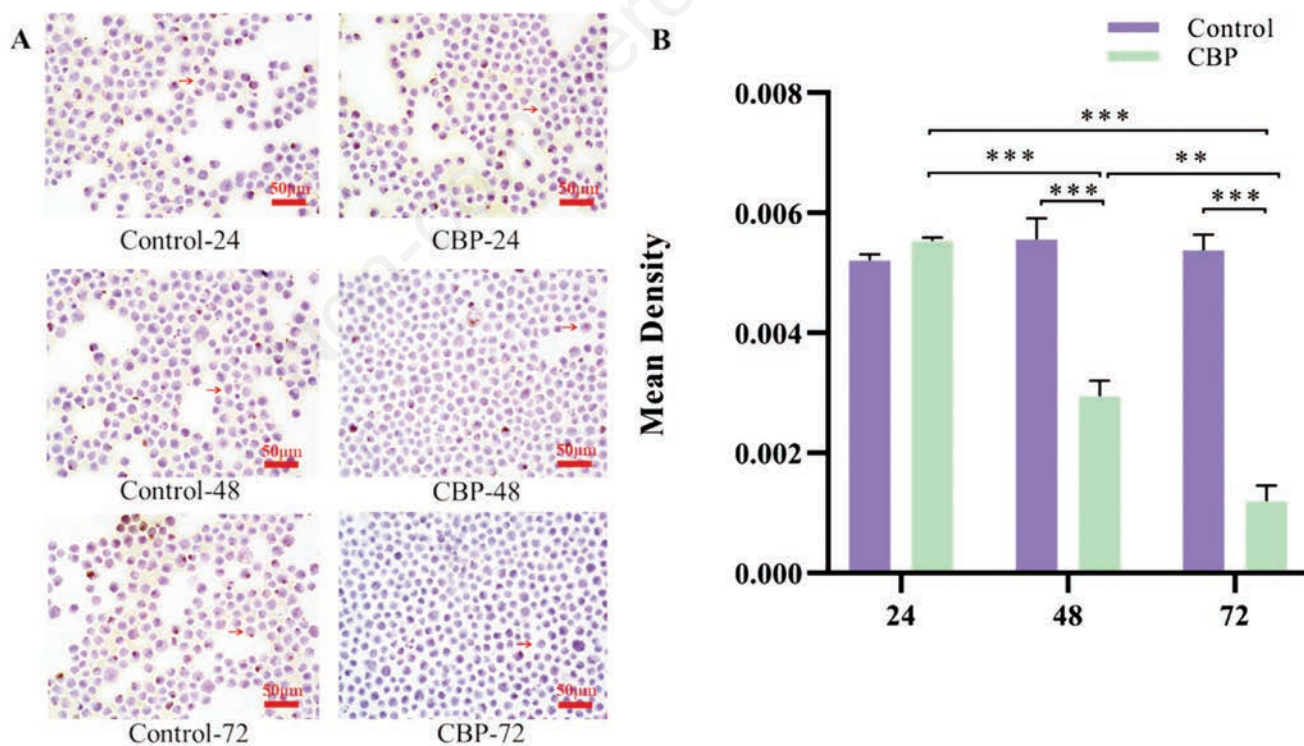 A
50μm
50μm
Control-24
CBP-24
50μm
50μm
Control-48
CBP-48
50μm
50μm
Control-72
CBP-72
B
Control
CBP
Mean Density
0.008
0.006
0.004
0.002
0.000
***
***
**
***
***
24
48
72